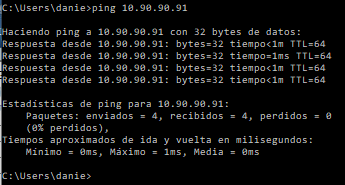 C:\Users\danie>ping 10.90.90.91
Haciendo ping a 10.90.90.91 con 32 bytes de datos:
Respuesta desde 10.90.90.91: bytes=32 tiempo<1m TTL=64
Respuesta desde 10.90.90.91: bytes=32 tiempo=1ms TTL=64
Respuesta desde 10.90.90.91: bytes=32 tiempo<1m TTL=64
Respuesta desde 10.90.90.91: bytes=32 tiempo<1m TTL=64
Estadísticas de ping para 10.90.90.91:
Paquetes: enviados = 4, recibidos = 4, perdidos = 0
(0% perdidos),
Tiempos aproximados de ida y vuelta en milisegundos:
Mínimo = 0ms, Máximo = 1ms, Media = 0ms
C:\Users\danie>